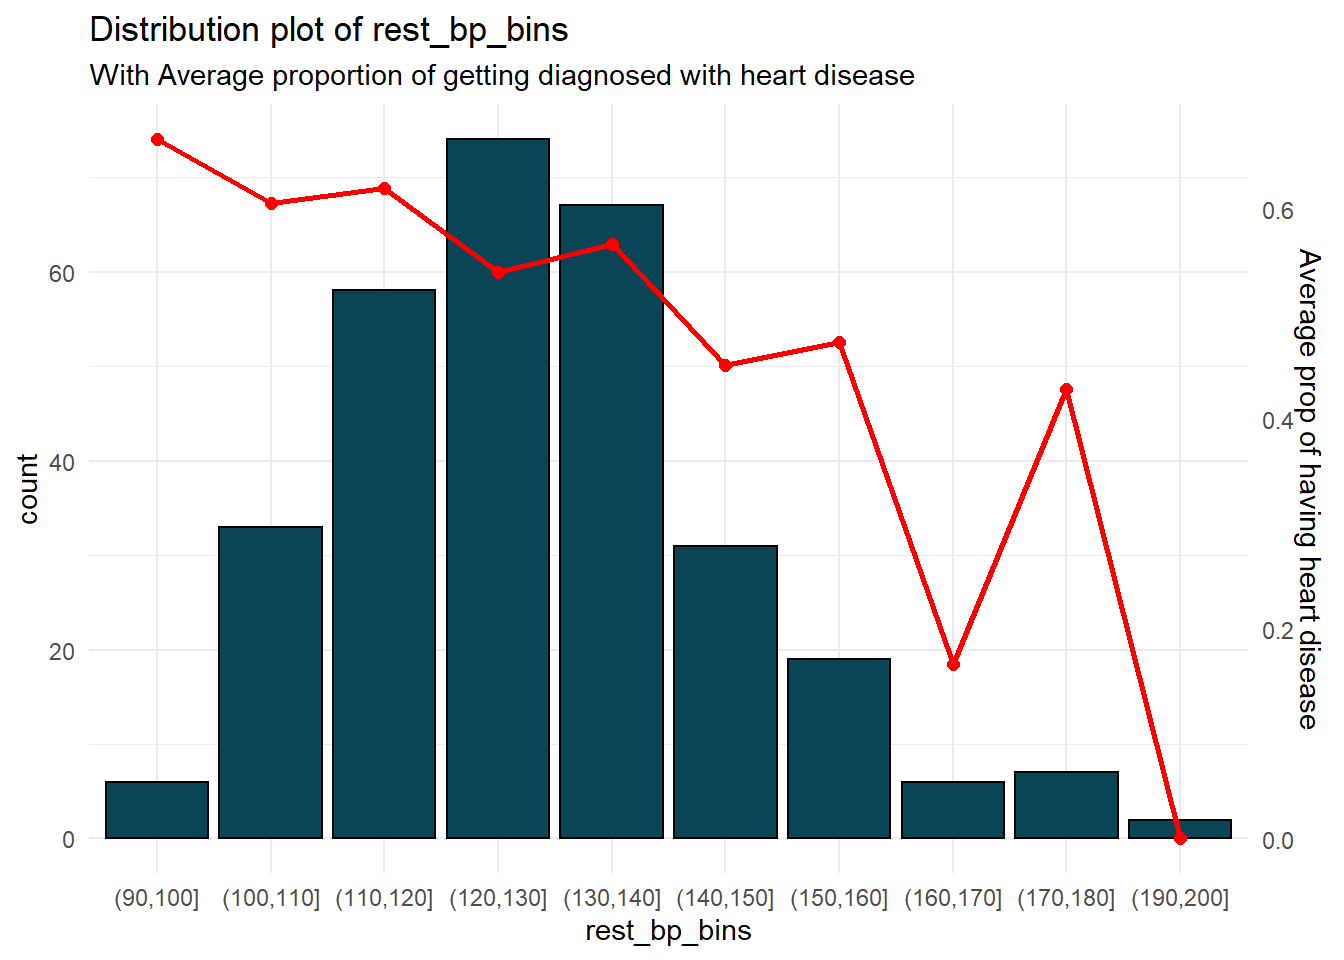 Distribution plot of rest_bp_bins
With Average proportion of getting diagnosed with heart disease
count
60
40
20
0
0.6
0.4
0.2
0.0
Average prop of having heart disease
(90,100] (100,110] (110,120] (120,130] (130,140] (140,150] (150,160] (160,170] (170,180] (190,200]
rest_bp_bins